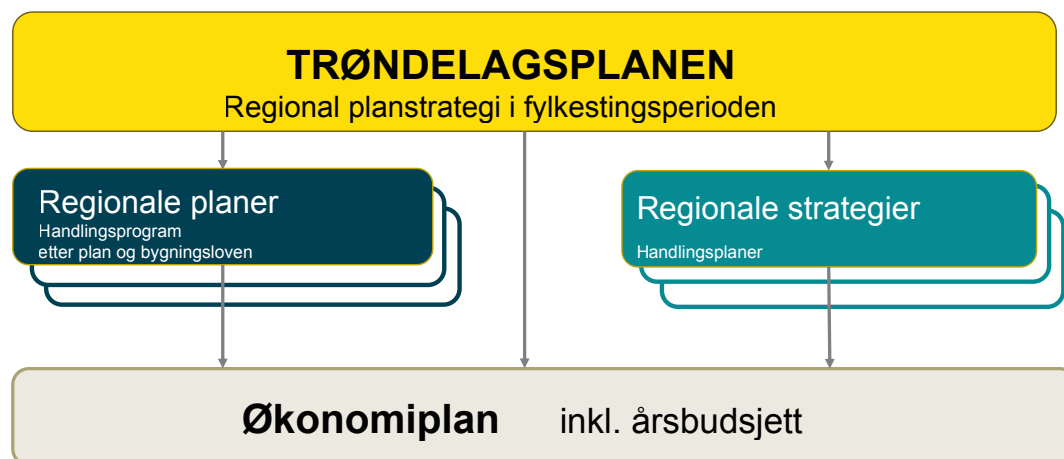 TRØNDELAGSPLANEN
Regional planstrategi i fylkestingsperioden
Regionale planer
Handlingsprogram
etter plan og bygningsloven
Regionale strategier
Handlingsplaner
Økonomiplan inkl. årsbudsjett